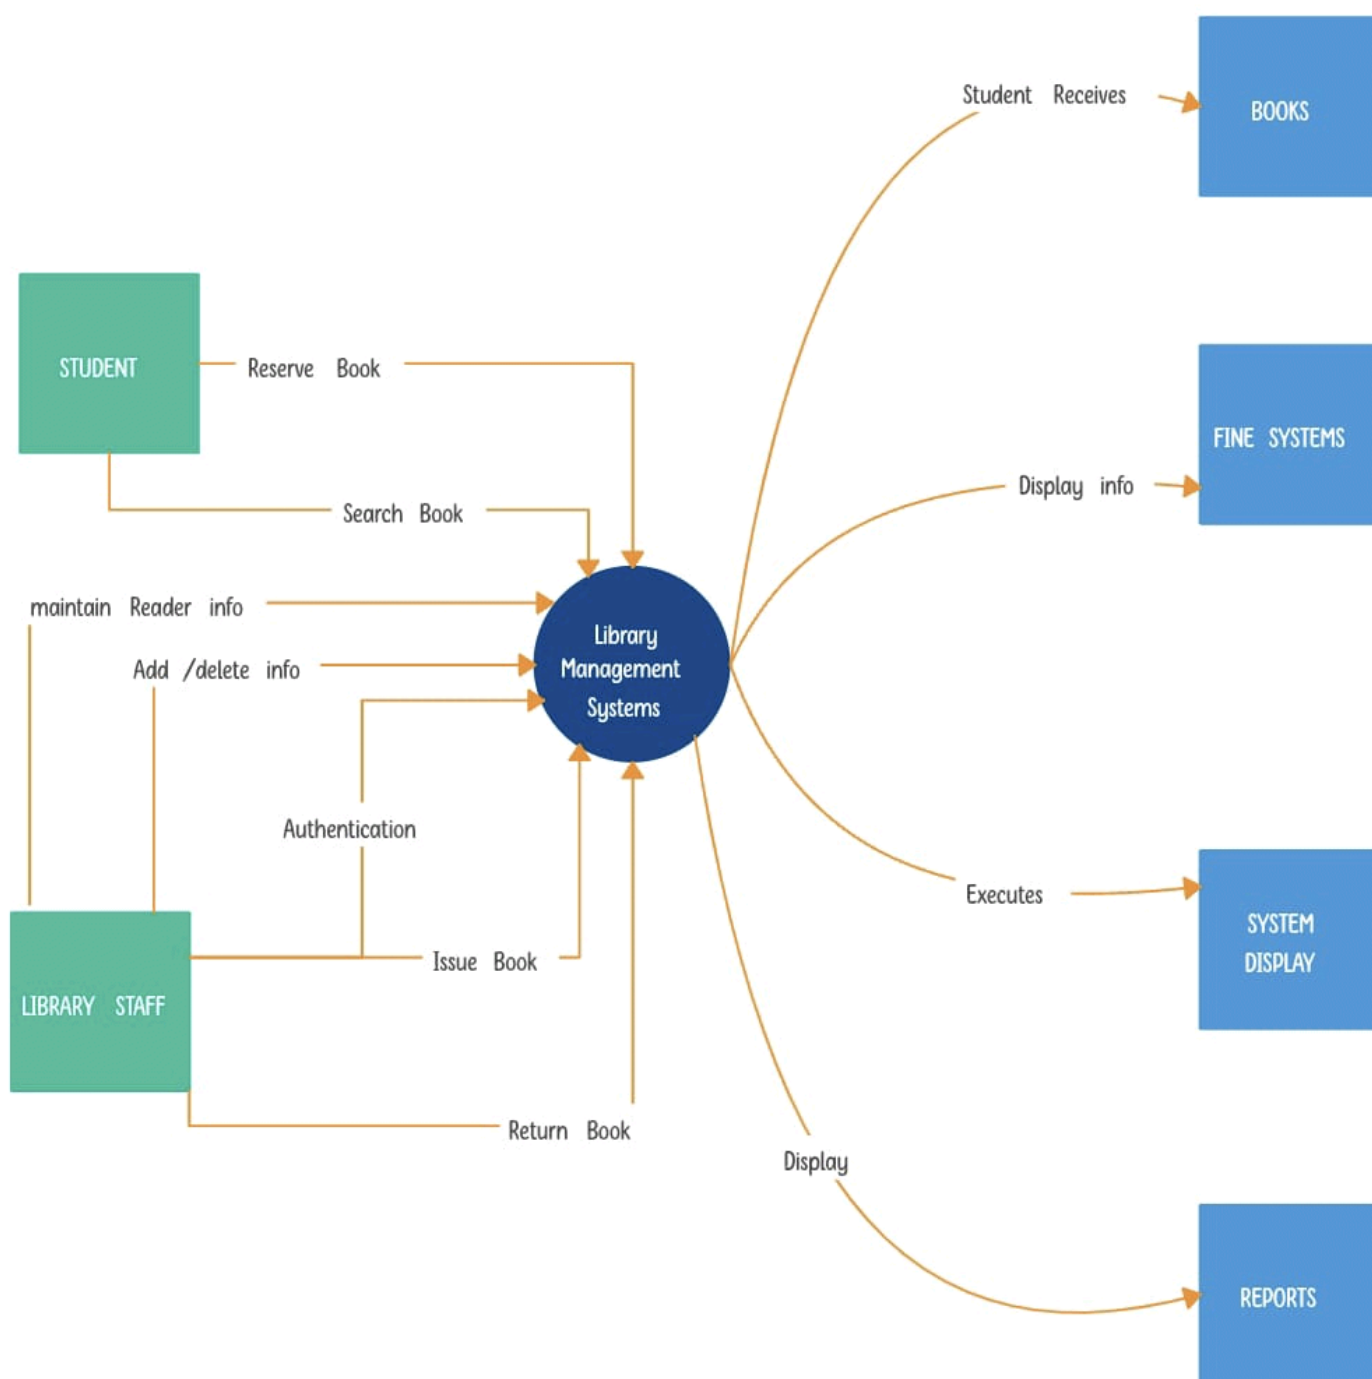 Student Receives
BOOKS
STUDENT
Reserve Book
FINE SYSTEMS
Display info
Search Book
maintain Reader info
Add /delete info
Library
Management
Systems
Authentication
Executes
SYSTEM
DISPLAY
Issue Book
LIBRARY STAFF
Return Book
Display
REPORTS